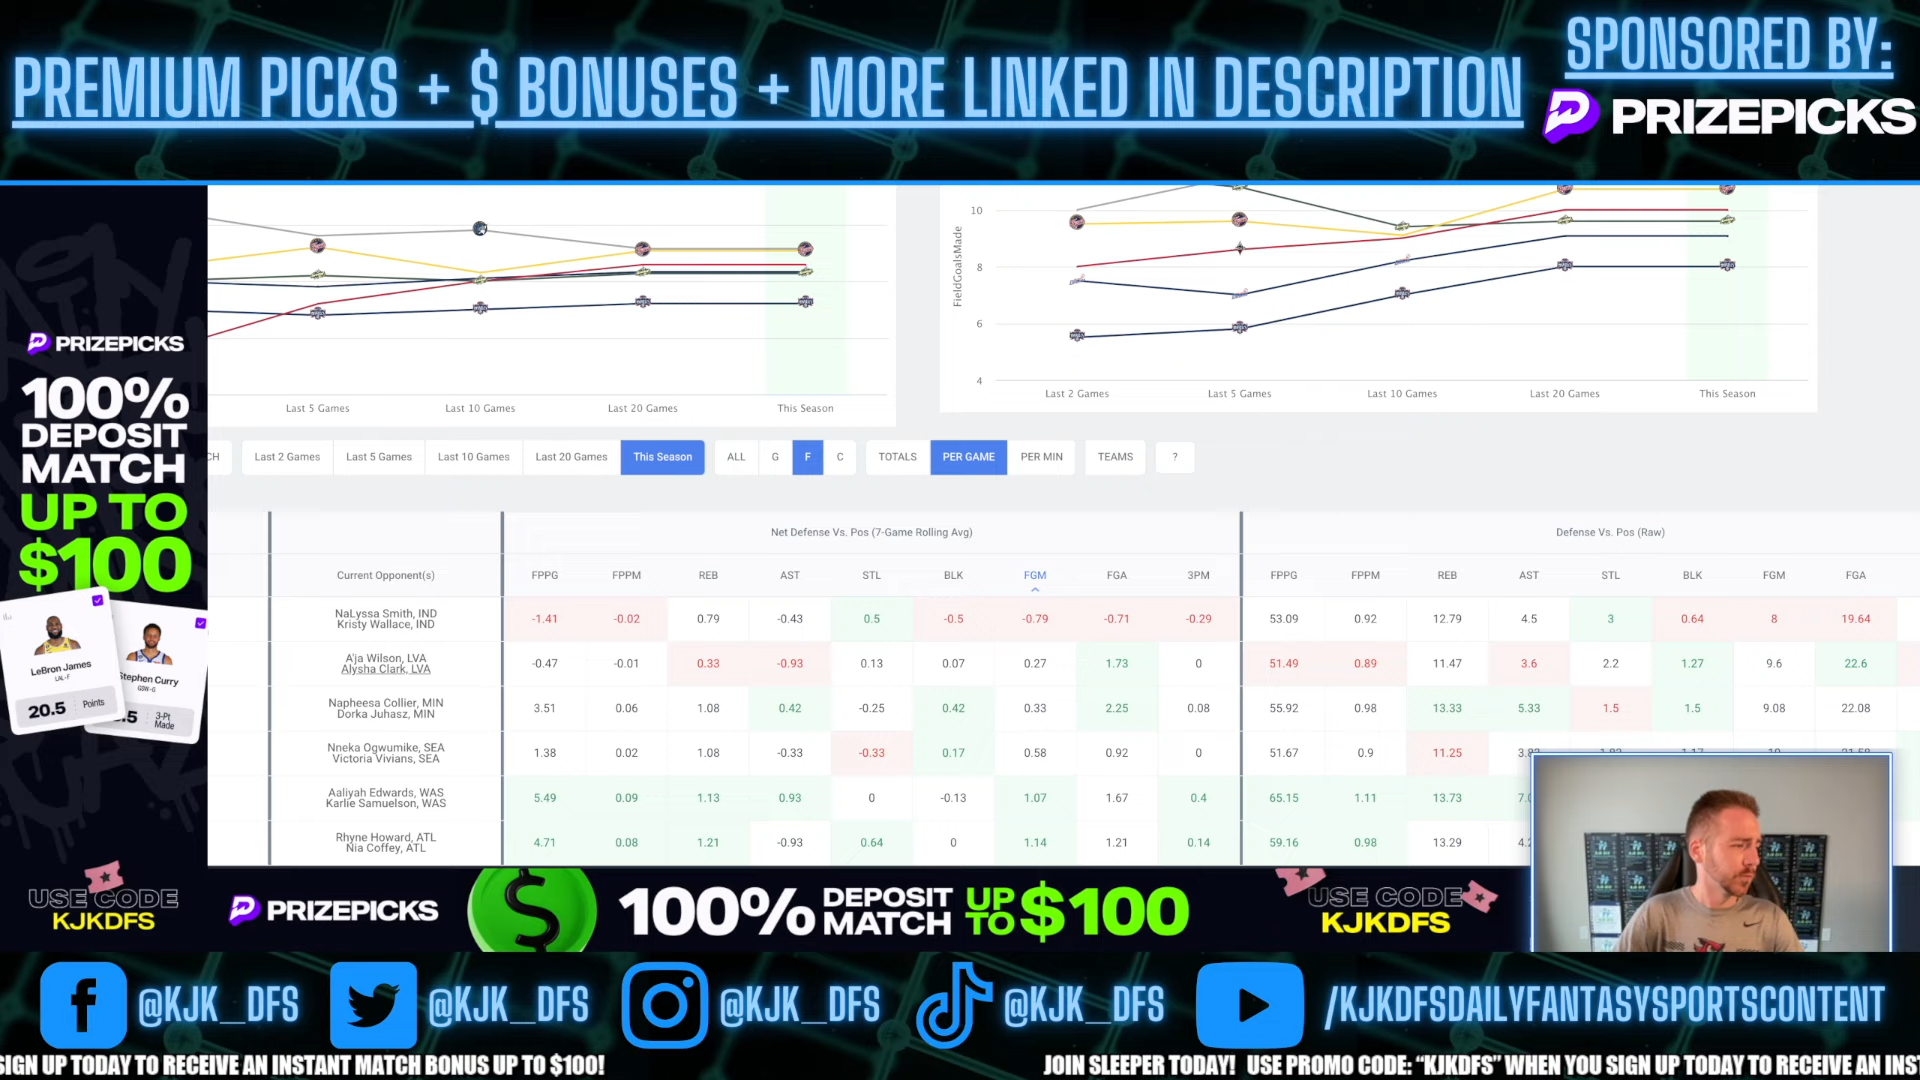 PREMIUM PICKS + $ BONUSES + MORE LINKED IN DESCRIPTION
SPONSORED BY:
PRIZEPICKS
PRIZEPICKS
100%
DEPOSIT
MATCH
UP TO
$100
LeBron James
LAL-F
20.5 Points
Stephen Curry
GSW-G
.5 3-Pt Made
USE CODE
KJKDFS
Last 5 Games Last 10 Games Last 20 Games This Season
FieldGoalsMade
10
8
6
4
Last 2 Games Last 5 Games Last 10 Games Last 20 Games This Season
CH Last 2 Games Last 5 Games Last 10 Games Last 20 Games This Season ALL G F C TOTALS PER GAME PER MIN TEAMS ?
Net Defense Vs. Pos (7-Game Rolling Avg) Defense Vs. Pos (Raw)
Current Opponent(s) FPPG FPPM REB AST STL BLK FGM FGA 3PM FPPG FPPM REB AST STL BLK FGM FGA
NaLyssa Smith, IND
Kristy Wallace, IND
-1.41 -0.02 0.79 -0.43 0.5 -0.5 -0.79 -0.71 -0.29 53.09 0.92 12.79 4.5 3 0.64 8 19.64
A'ja Wilson, LVA
Alysha Clark, LVA
-0.47 -0.01 0.33 -0.93 0.13 0.07 0.27 1.73 0 51.49 0.89 11.47 3.6 2.2 1.27 9.6 22.6
Napheesa Collier, MIN
Dorka Juhasz, MIN
3.51 0.06 1.08 0.42 -0.25 0.42 0.33 2.25 0.08 55.92 0.98 13.33 5.33 1.5 1.5 9.08 22.08
Nneka Ogwumike, SEA
Victoria Vivians, SEA
1.38 0.02 1.08 -0.33 -0.33 0.17 0.58 0.92 0 51.67 0.9 11.25
Aaliyah Edwards, WAS
Karlie Samuelson, WAS
5.49 0.09 1.13 0.93 0 -0.13 1.07 1.67 0.4 65.15 1.11 13.73
Rhyne Howard, ATL
Nia Coffey, ATL
4.71 0.08 1.21 -0.93 0.64 0 1.14 1.21 0.14 59.16 0.98 13.29
PRIZEPICKS
$
100% DEPOSIT MATCH UP TO $100
USE CODE
KJKDFS
@KJK_DFS @KJK_DFS @KJK_DFS @KJK_DFS /KJKDFSDAILYFANTASYSPORTSCONTENT
SIGN UP TODAY TO RECEIVE AN INSTANT MATCH BONUS UP TO $100! JOIN SLEEPER TODAY! USE PROMO CODE: “KJKDFS” WHEN YOU SIGN UP TODAY TO RECEIVE AN INST